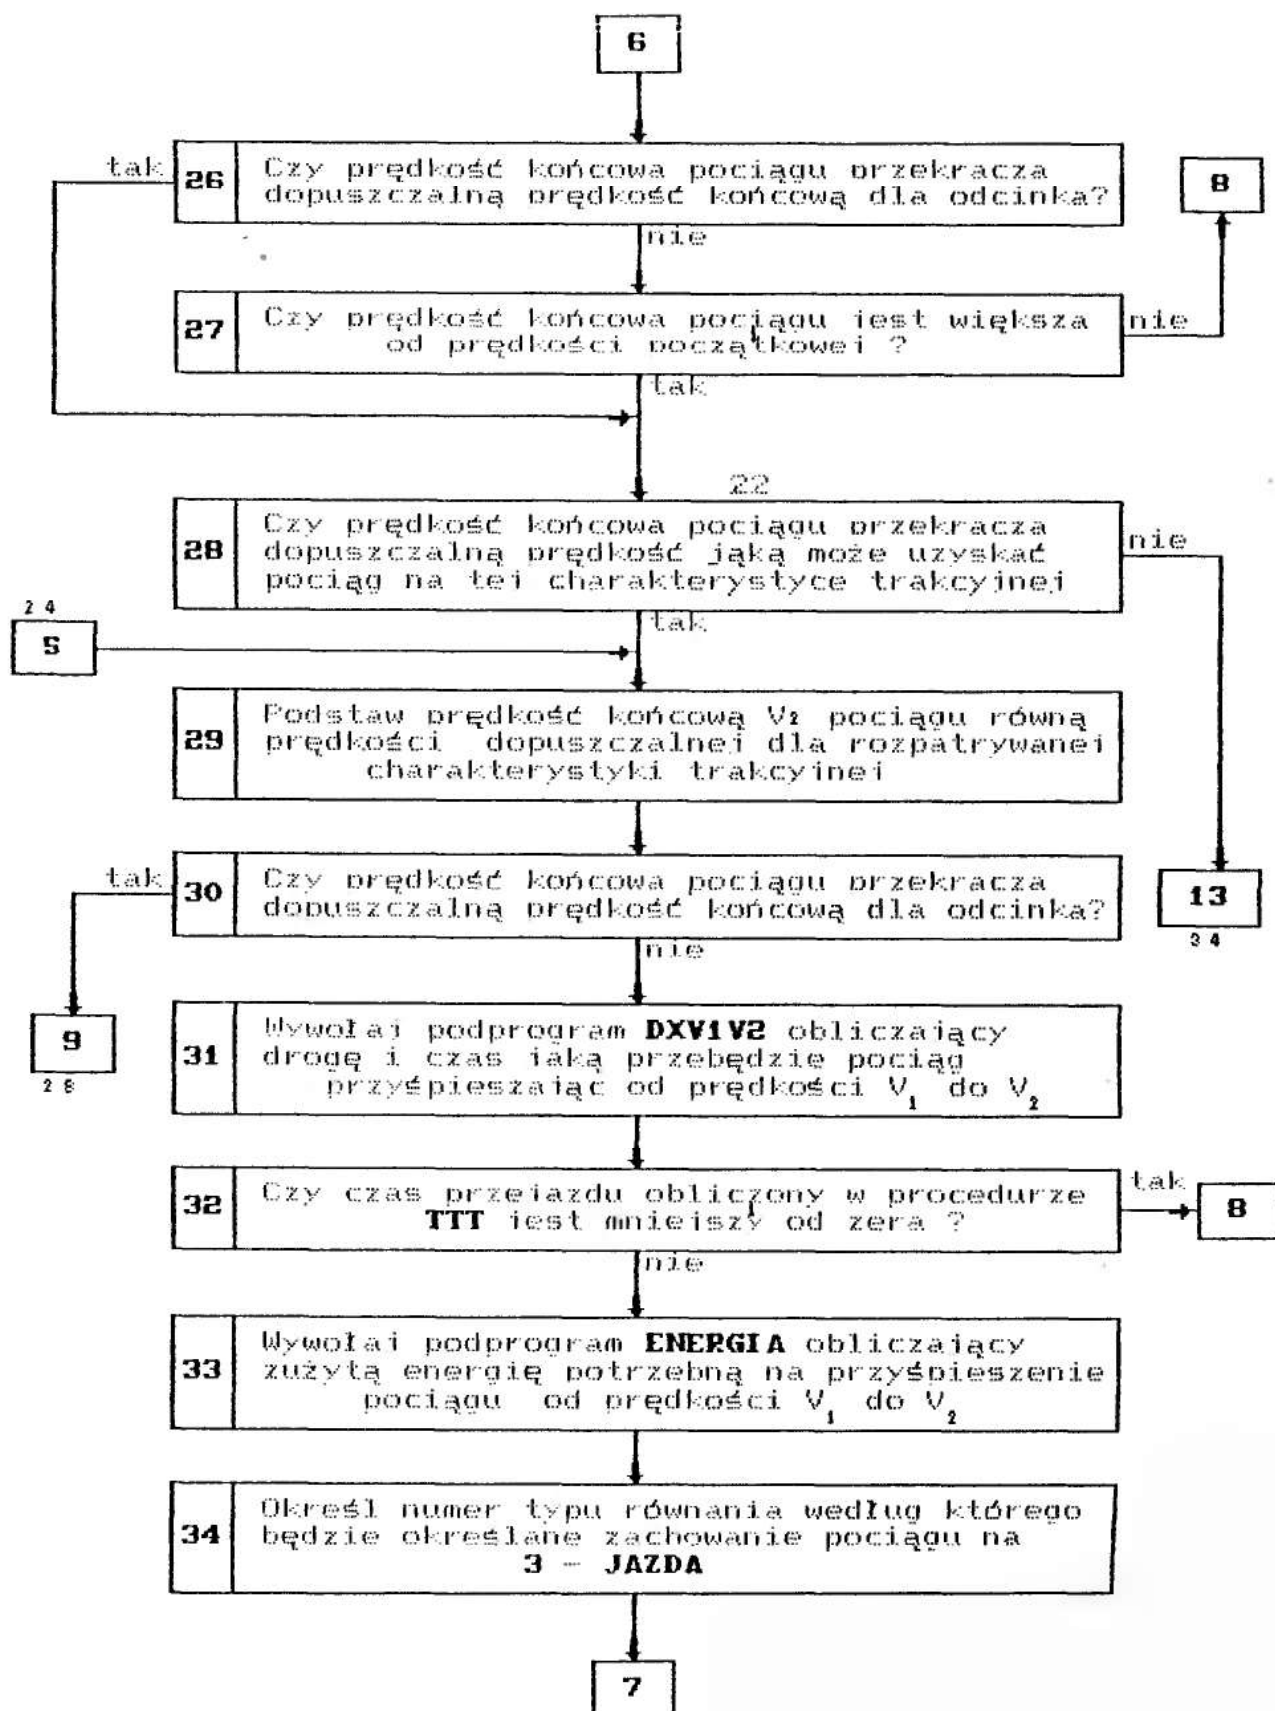 6
tak
26
Czy prędkość końcowa pociągu przekracza
dopuszczalną prędkość końcową dla odcinka?
8
nie
27
Czy prędkość końcowa pociągu jest większa
od prędkości początkowej ?
nie
tak
22
28
Czy prędkość końcowa pociągu przekracza
dopuszczalną prędkość jąką może uzyskać
pociąg na tej charakterystyce trakcyjnej
nie
24
5
tak
29
Podstaw prędkość końcową V2 pociągu równą
prędkości dopuszczalnej dla rozpatrywanej
charakterystyki trakcyjnej
tak
30
Czy prędkość końcowa pociągu przekracza
dopuszczalną prędkość końcową dla odcinka?
13
34
nie
9
28
31
Wywołaj podprogram DXV1V2 obliczający
drogę i czas jaką przebędzie pociąg
przyśpieszając od prędkości V1 do V2
32
Czy czas przejazdu obliczony w procedurze
TTT jest mniejszy od zera ?
tak
8
nie
33
Wywołaj podprogram ENERGIA obliczający
zużytą energię potrzebną na przyśpieszenie
pociągu od prędkości V1 do V2
34
Określ numer typu równania według którego
będzie określane zachowanie pociągu na
3 - JAZDA
7